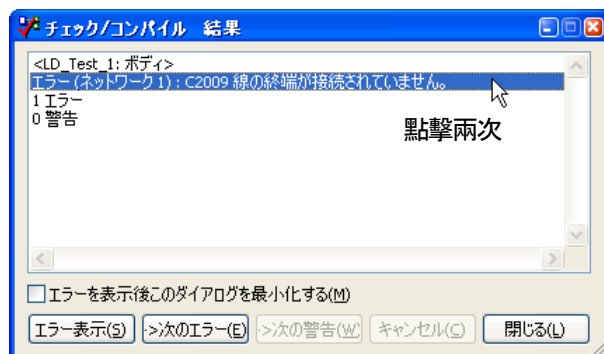 チェック/コンパイル 結果
<LD_Test_1: ボディ>
エラー (ネットワーク 1) : C2009 線の終端が接続されていません。
1 エラー
0 警告
點擊兩次
エラーを表示後このダイアログを最小化する(M)
エラー表示(S) ->次のエラー(E) ->次の警告(W) キャンセル(C) 閉じる(L)